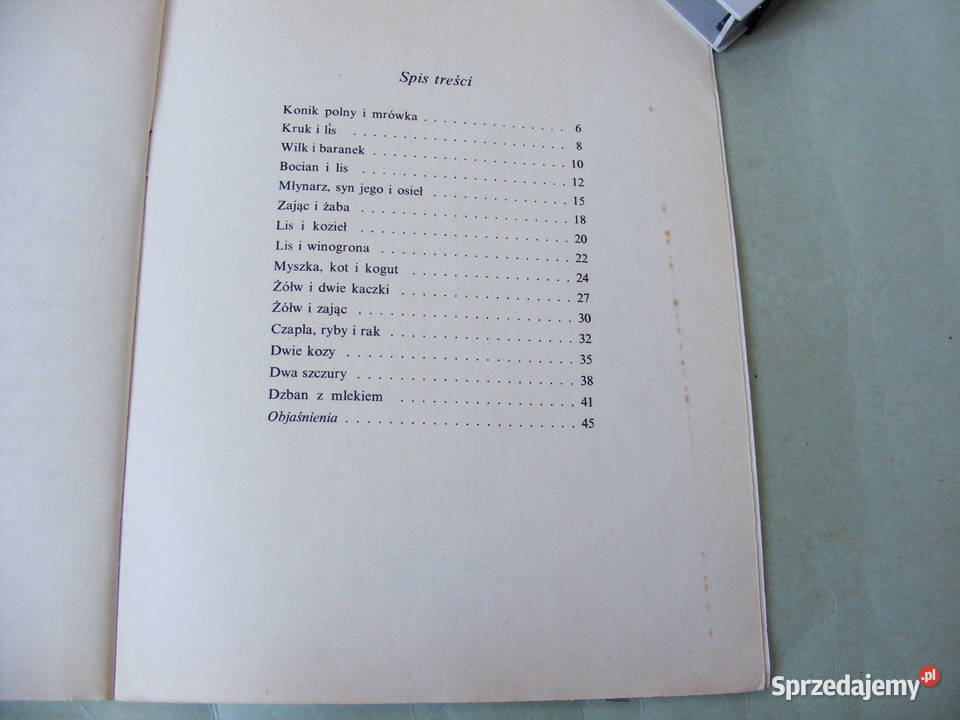 Spis treści
Konik polny i mrówka . . . . . . . . . . . . . . . 6
Kruk i lis . . . . . . . . . . . . . . . . . . . . 8
Wilk i baranek . . . . . . . . . . . . . . . . . . 10
Bocian i lis . . . . . . . . . . . . . . . . . . . 12
Młynarz, syn jego i osieł . . . . . . . . . . . . . 15
Zając i żaba . . . . . . . . . . . . . . . . . . . 18
Lis i kozieł . . . . . . . . . . . . . . . . . . . 20
Lis i winogrona . . . . . . . . . . . . . . . . . . 22
Myszka, kot i kogut . . . . . . . . . . . . . . . . 24
Żółw i dwie kaczki . . . . . . . . . . . . . . . . 27
Żółw i zając . . . . . . . . . . . . . . . . . . . 30
Czapla, ryby i rak . . . . . . . . . . . . . . . . 32
Dwie kozy . . . . . . . . . . . . . . . . . . . . . 35
Dwa szczury . . . . . . . . . . . . . . . . . . . . 38
Dzban z mlekiem . . . . . . . . . . . . . . . . . . 41
Objaśnienia . . . . . . . . . . . . . . . . . . . . 45
Sprzedajemy.pl